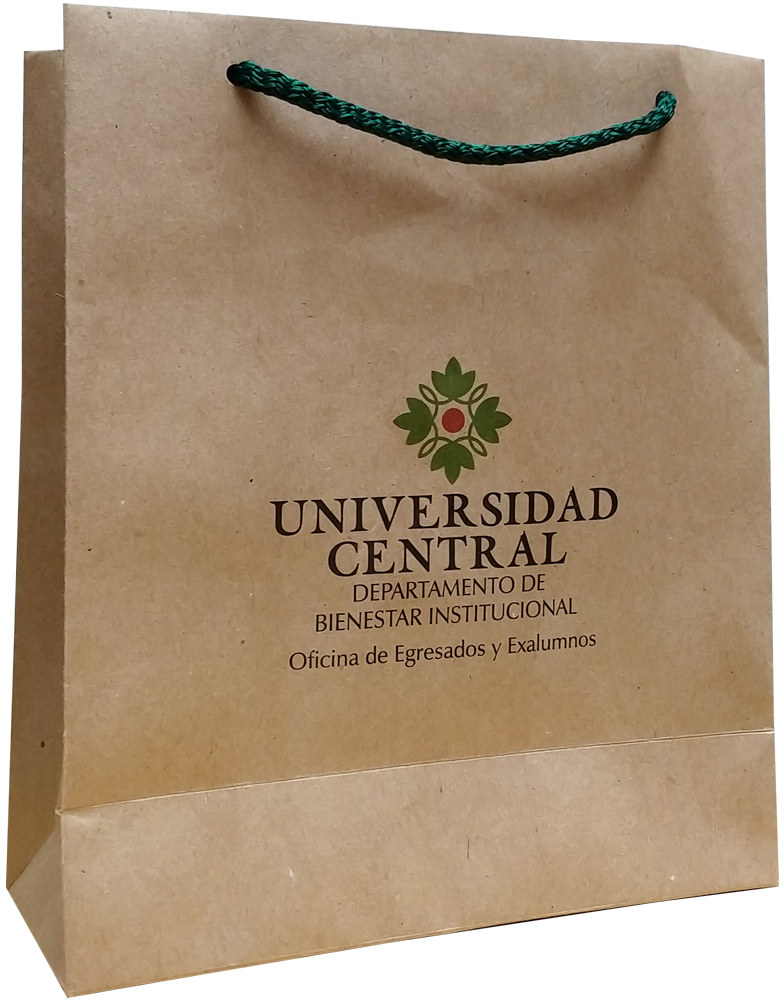 UNIVERSIDAD
CENTRAL
DEPARTAMENTO DE
BIENESTAR INSTITUCIONAL
Oficina de Egresados y Exalumnos